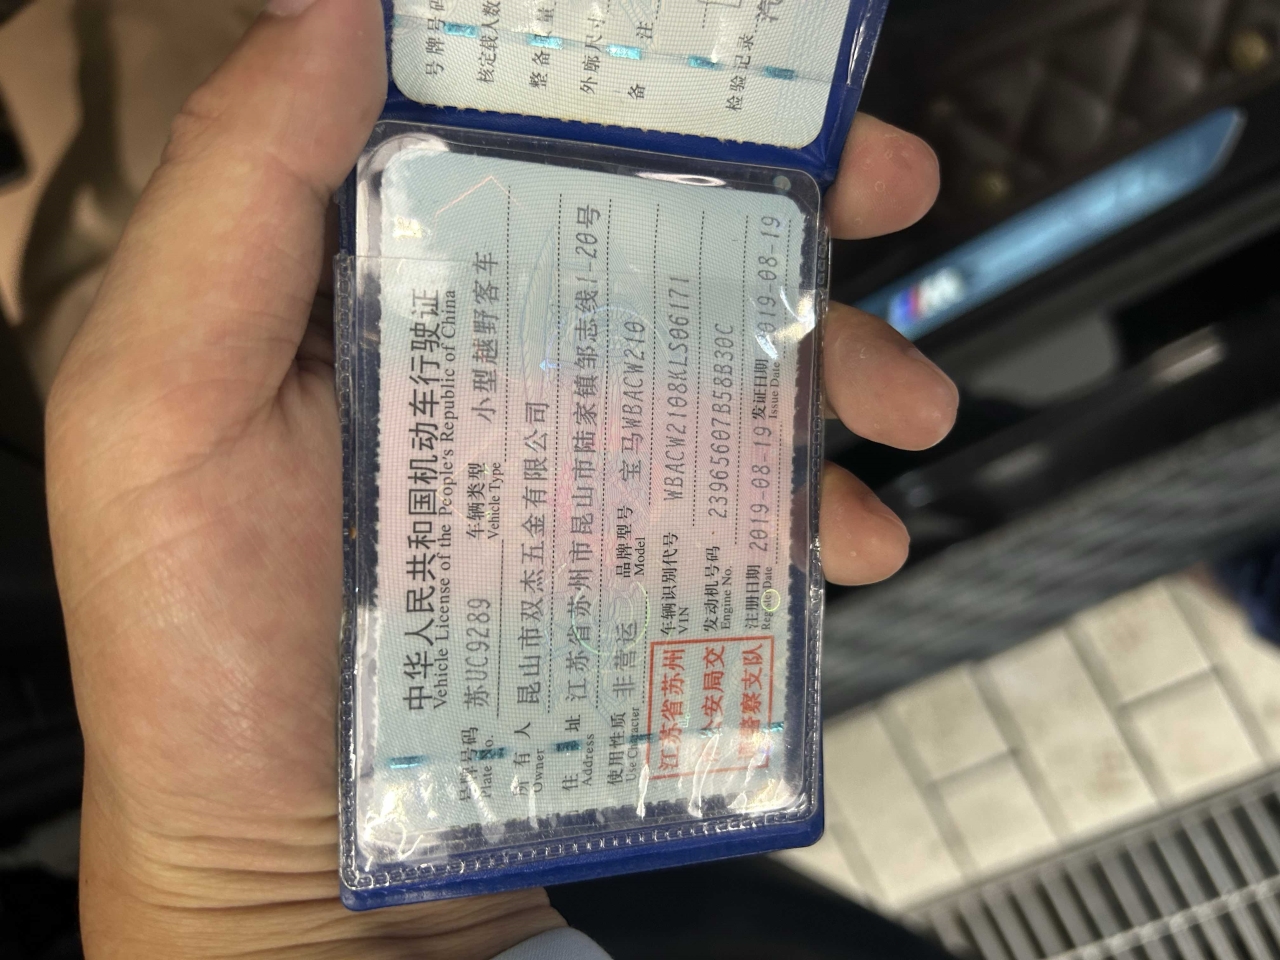 中华人民共和国机动车行驶证
Vehicle License of the People's Republic of China
号牌号码 苏UC9289 车辆类型 小型越野客车
Plate No. Vehicle Type
所有人 昆山市双杰五金有限公司
Owner
住址 江苏省苏州市昆山市陆家镇邹志线1-20号
Address
使用性质 非营运 品牌型号 宝马WBACW210
Use Character Model
车辆识别代号 WBACW2108KLS06171
VIN
发动机号码 23965607B58B30C
Engine No.
注册日期 2019-08-19 发证日期 2019-08-19
Register Date Issue Date
江苏省苏州
公安局交
警察支队
号牌号码
核定载人数
整备质量
外廓尺寸
备注
检验记录